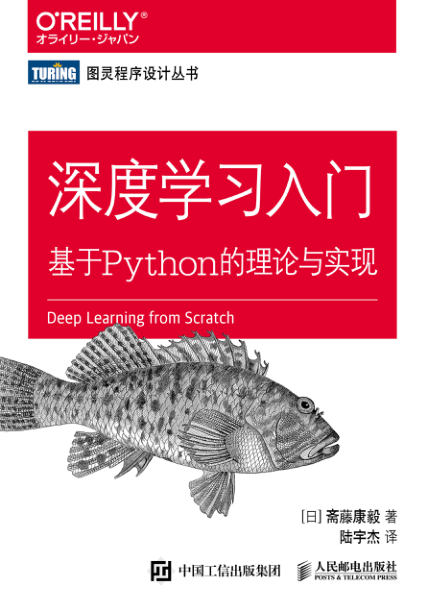 O'REILLY®
オライリー・ジャパン
TURING 图灵程序设计丛书
深度学习入门
基于Python的理论与实现
Deep Learning from Scratch
[日] 斋藤康毅 著
陆宇杰 译
中国工信出版集团 人民邮电出版社
POSTS & TELECOM PRESS